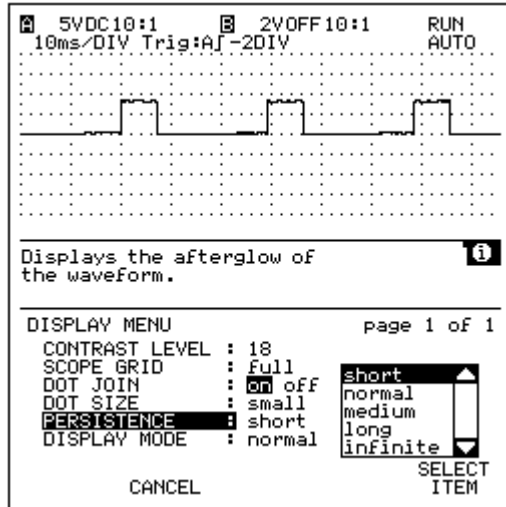 A 5VDC10:1 B 2VOFF10:1 RUN
10ms/DIV Trig:A∫-2DIV AUTO
Displays the afterglow of i
the waveform.
DISPLAY MENU page 1 of 1
CONTRAST LEVEL : 18
SCOPE GRID : full
DOT JOIN : on off
DOT SIZE : small
PERSISTENCE : short
DISPLAY MODE : normal
short
normal
medium
long
infinite
CANCEL
SELECT
ITEM